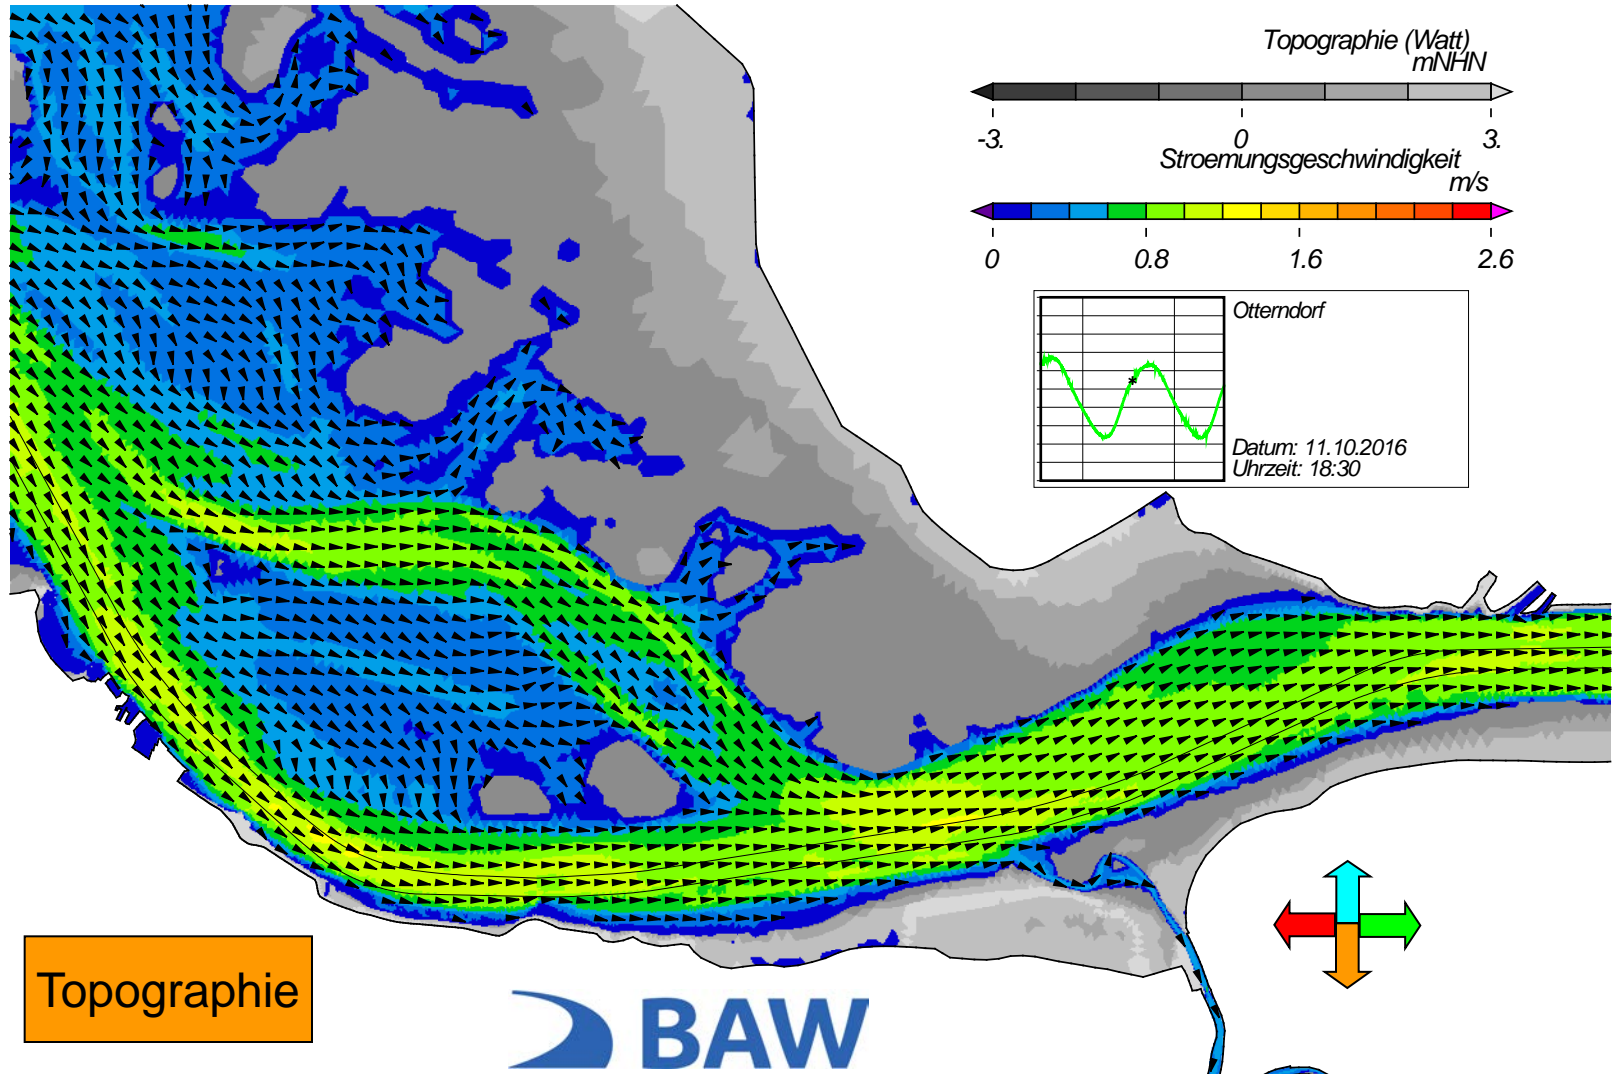 Topographie (Watt)
mNHN
-3. 0 3.
Stroemungsgeschwindigkeit
m/s
0 0.8 1.6 2.6
Otterndorf
Datum: 11.10.2016
Uhrzeit: 18:30
Topographie
BAW